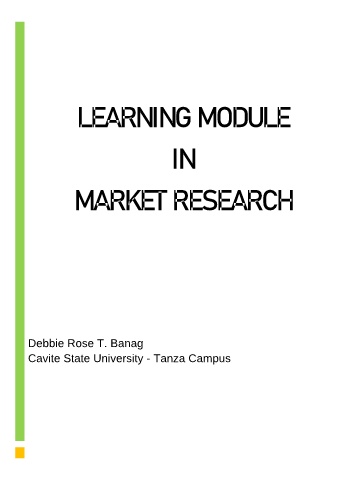 LEARNING MODULE
IN
MARKET RESEARCH
Debbie Rose T. Banag
Cavite State University - Tanza Campus